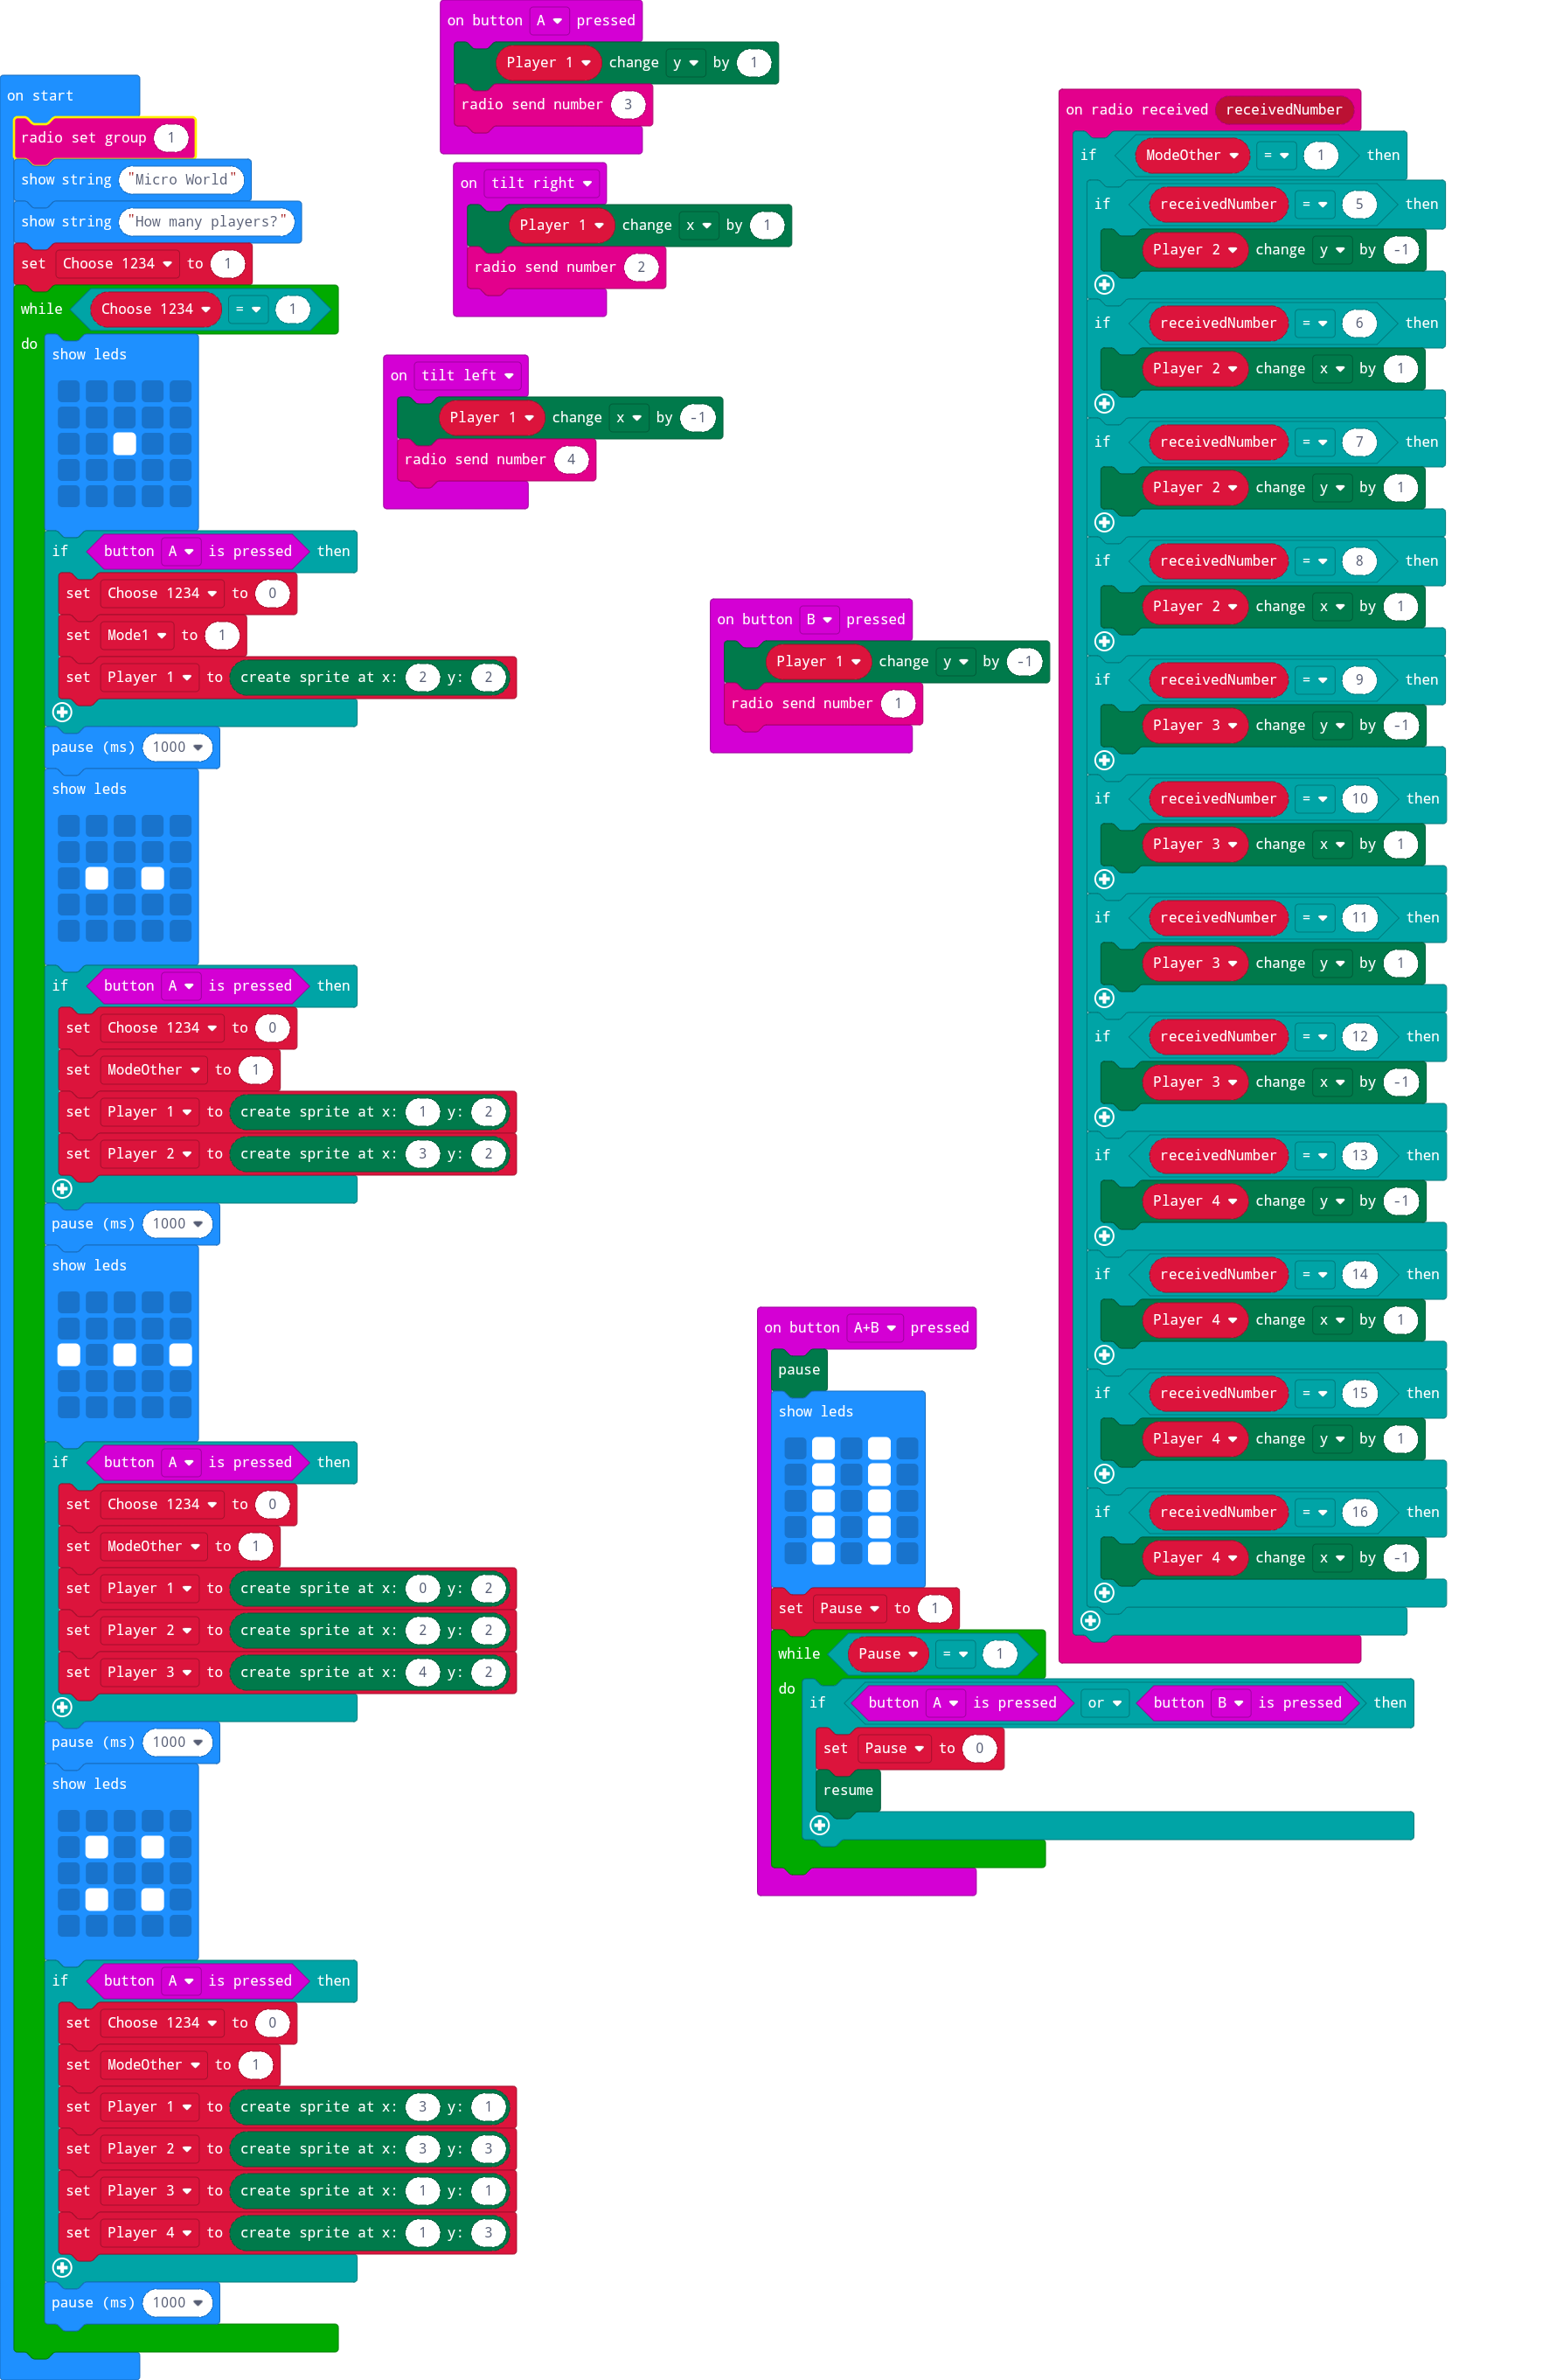 on start
radio set group 1
show string "Micro World"
show string "How many players?"
set Choose 1234 to 1
while Choose 1234 = 1
do
show leds
if button A is pressed then
set Choose 1234 to 0
set Mode1 to 1
set Player 1 to create sprite at x: 2 y: 2
pause (ms) 1000
show leds
if button A is pressed then
set Choose 1234 to 0
set ModeOther to 1
set Player 1 to create sprite at x: 1 y: 2
set Player 2 to create sprite at x: 3 y: 2
pause (ms) 1000
show leds
if button A is pressed then
set Choose 1234 to 0
set ModeOther to 1
set Player 1 to create sprite at x: 0 y: 2
set Player 2 to create sprite at x: 2 y: 2
set Player 3 to create sprite at x: 4 y: 2
pause (ms) 1000
show leds
if button A is pressed then
set Choose 1234 to 0
set ModeOther to 1
set Player 1 to create sprite at x: 3 y: 1
set Player 2 to create sprite at x: 3 y: 3
set Player 3 to create sprite at x: 1 y: 1
set Player 4 to create sprite at x: 1 y: 3
pause (ms) 1000
on button A pressed
Player 1 change y by 1
radio send number 3
on tilt right
Player 1 change x by 1
radio send number 2
on tilt left
Player 1 change x by -1
radio send number 4
on button B pressed
Player 1 change y by -1
radio send number 1
on button A+B pressed
pause
show leds
set Pause to 1
while Pause = 1
do
if button A is pressed or button B is pressed then
set Pause to 0
resume
on radio received receivedNumber
if ModeOther = 1 then
if receivedNumber = 5 then
Player 2 change y by -1
if receivedNumber = 6 then
Player 2 change x by 1
if receivedNumber = 7 then
Player 2 change y by 1
if receivedNumber = 8 then
Player 2 change x by 1
if receivedNumber = 9 then
Player 3 change y by -1
if receivedNumber = 10 then
Player 3 change x by 1
if receivedNumber = 11 then
Player 3 change y by 1
if receivedNumber = 12 then
Player 3 change x by -1
if receivedNumber = 13 then
Player 4 change y by -1
if receivedNumber = 14 then
Player 4 change x by 1
if receivedNumber = 15 then
Player 4 change y by 1
if receivedNumber = 16 then
Player 4 change x by -1